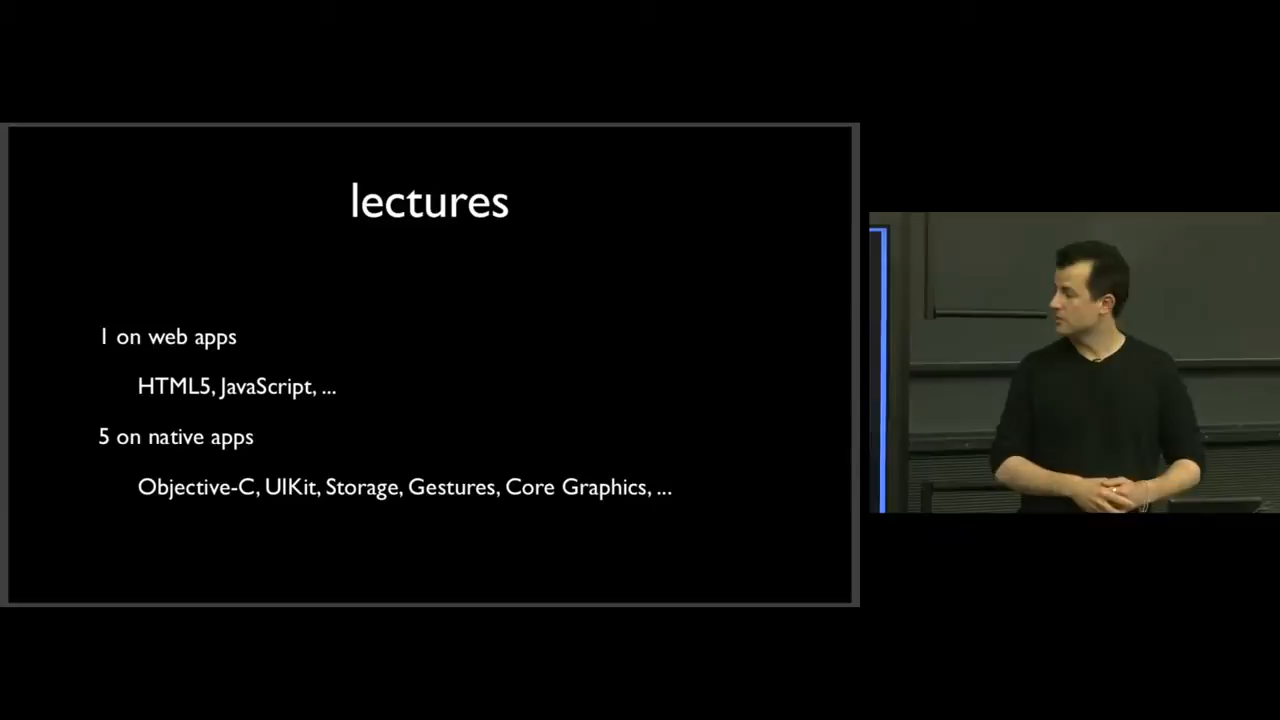 lectures
1 on web apps
HTML5, JavaScript, ...
5 on native apps
Objective-C, UIKit, Storage, Gestures, Core Graphics, ...